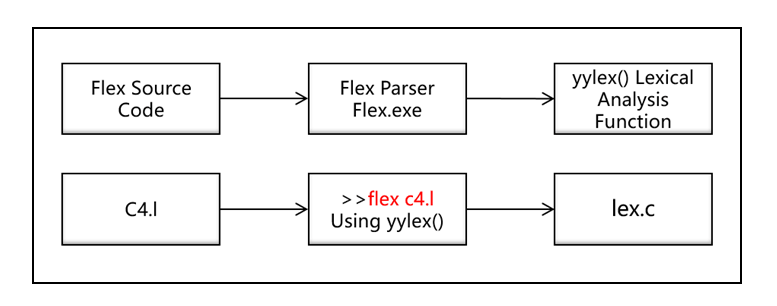 Flex Source
Code
Flex Parser
Flex.exe
yylex() Lexical
Analysis
Function
C4.l
>>flex c4.l
Using yylex()
lex.c